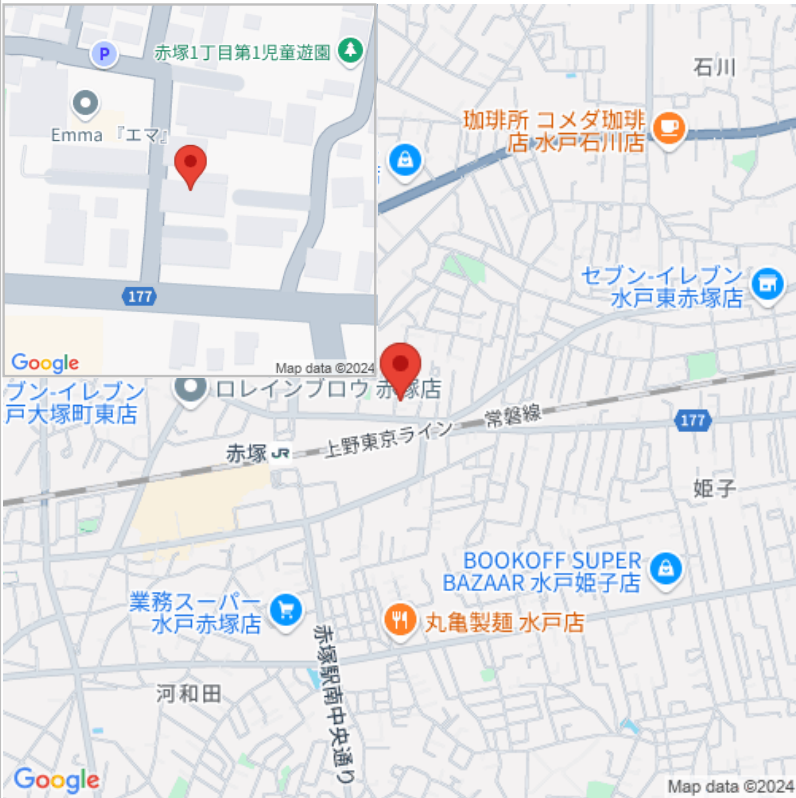 P
赤塚1丁目第1児童遊園
Emma 『エマ』
177
Google
Map data ©2024
石川
珈琲所 コメダ珈琲
店 水戸石川店
セブン-イレブン
水戸東赤塚店
ブン-イレブン
戸大塚町東店
ロレインブロウ 赤塚店
上野東京ライン
常磐線
177
赤塚 JR
姫子
BOOKOFF SUPER
BAZAAR 水戸姫子店
業務スーパー
水戸赤塚店
丸亀製麺 水戸店
赤塚駅南中央通り
河和田
Google
Map data ©2024